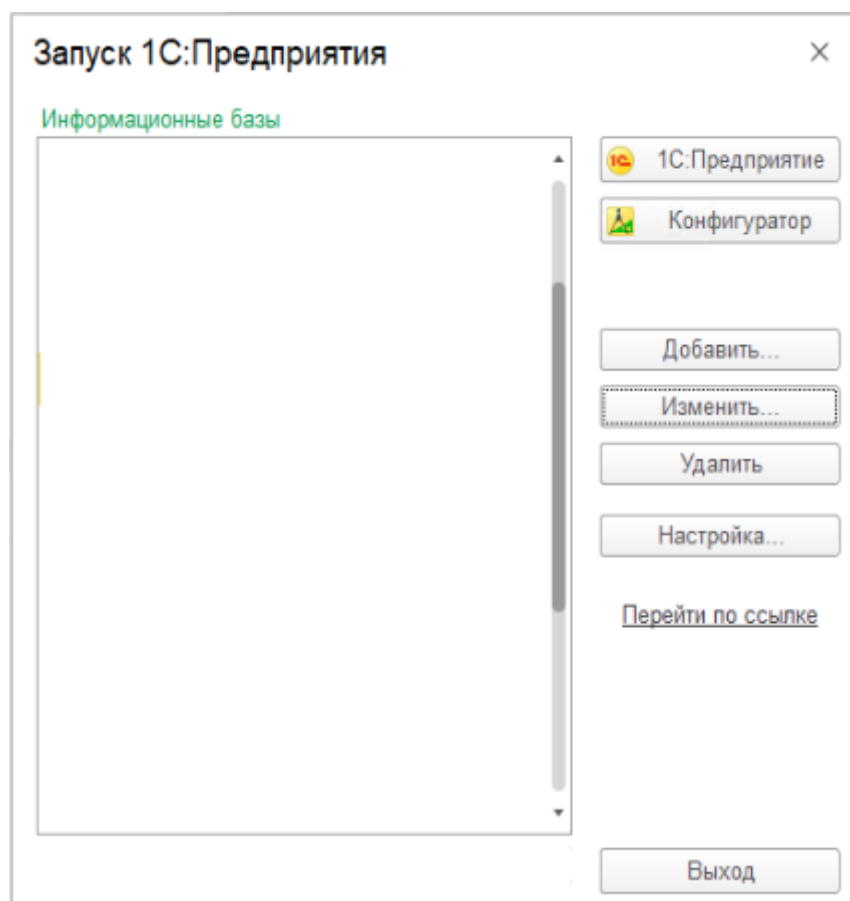 Запуск 1С:Предприятия
Информационные базы
1С:Предприятие
Конфигуратор
Добавить...
Изменить...
Удалить
Настройка...
Перейти по ссылке
Выход